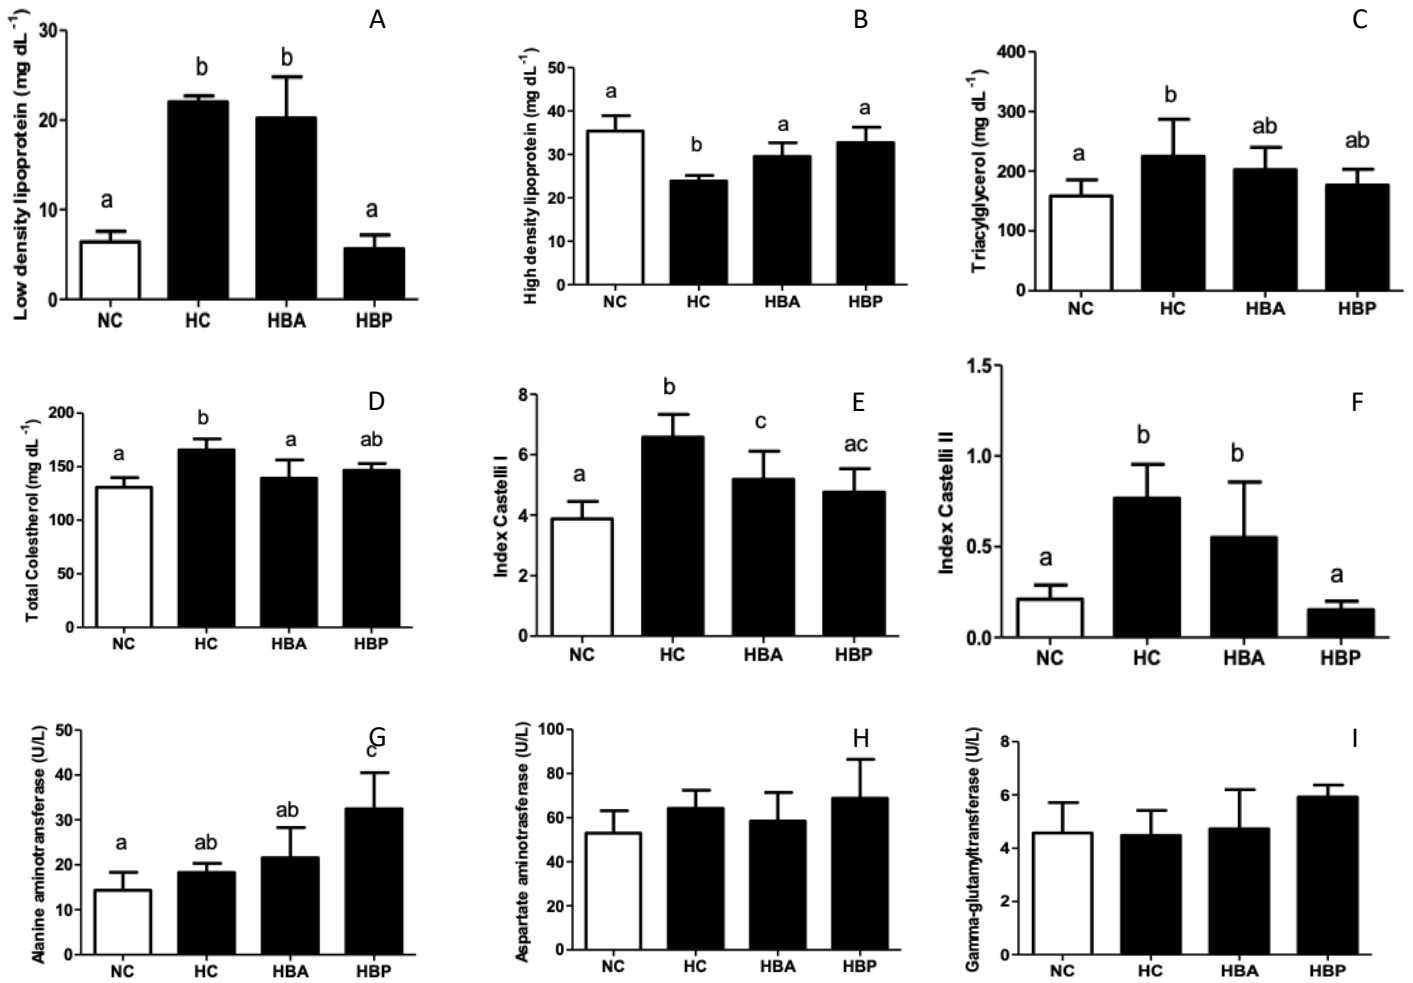 A
Low density lipoprotein (mg dL -1)
30
20
10
0
a
b
b
a
NC HC HBA HBP
B
High density lipoprotein (mg dL -1)
50
40
30
20
10
0
a
b
a
a
NC HC HBA HBP
C
Triacylglycerol (mg dL -1)
400
300
200
100
0
a
b
ab
ab
NC HC HBA HBP
D
Total Colestherol (mg dL -1)
200
150
100
50
0
a
b
a
ab
NC HC HBA HBP
E
Index Castelli I
8
6
4
2
0
a
b
c
ac
NC HC HBA HBP
F
Index Castelli II
1.5
1.0
0.5
0.0
a
b
b
a
NC HC HBA HBP
G
Alanine aminotransferase (U/L)
50
40
30
20
10
0
a
ab
ab
c
NC HC HBA HBP
H
Aspartate aminotrasferase (U/L)
100
80
60
40
20
0
NC HC HBA HBP
I
Gamma-glutamyltransferase (U/L)
8
6
4
2
0
NC HC HBA HBP